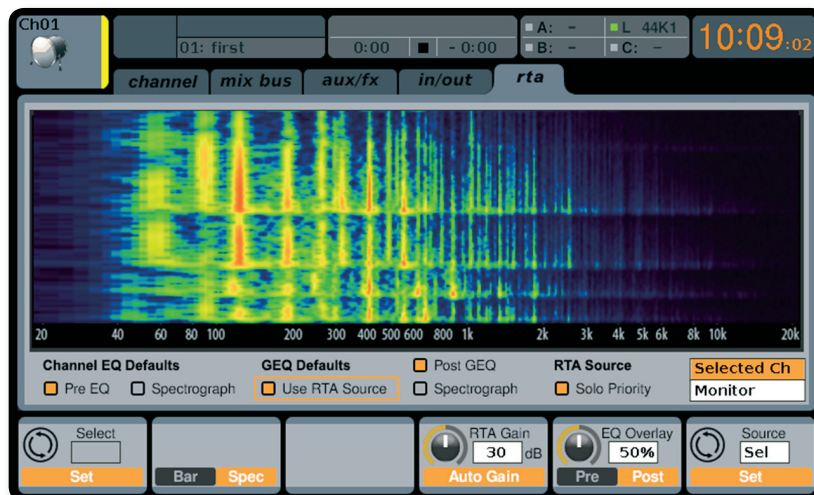 Ch01
A: - L 44K1
01: first 0:00 - 0:00 B: - C: -
10:09:02
channel mix bus aux/fx in/out rta
20 40 60 80 100 200 300 400 500 600 800 1k 2k 3k 4k 5k 6k 8k 10k 20k
Channel EQ Defaults GEQ Defaults Post GEQ RTA Source Selected Ch
Pre EQ Spectrograph Use RTA Source Spectrograph Solo Priority Monitor
Select RTA Gain EQ Overlay Source
30 dB 50% Sel
Set Bar Spec Auto Gain Pre Post Set